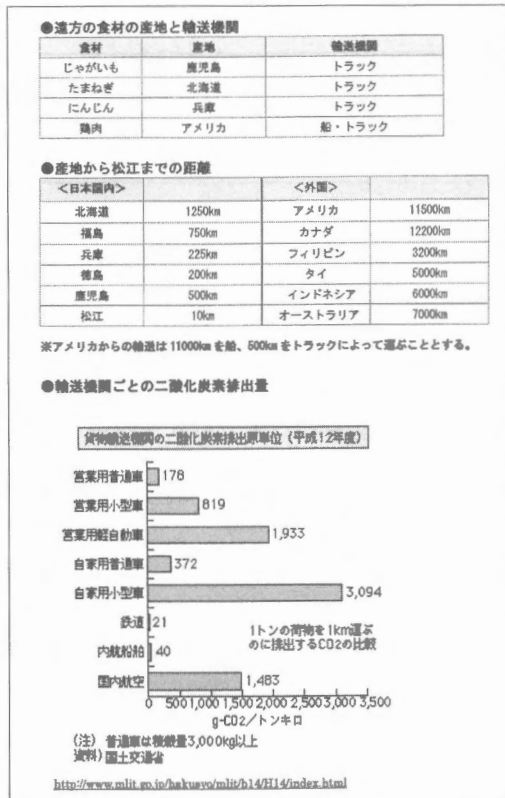 ●遠方の食材の産地と輸送機関
食材 産地 輸送機関
じゃがいも 鹿児島 トラック
たまねぎ 北海道 トラック
にんじん 兵庫 トラック
鶏肉 アメリカ 船・トラック
●産地から松江までの距離
＜日本国内＞ ＜外国＞
北海道 1250km アメリカ 11500km
福島 750km カナダ 12200km
兵庫 225km フィリピン 3200km
徳島 200km タイ 5000km
鹿児島 500km インドネシア 6000km
松江 10km オーストラリア 7000km
※アメリカからの輸送は11000kmを船、500kmをトラックによって運ぶこととする。
●輸送機関ごとの二酸化炭素排出量
貨物輸送機関の二酸化炭素排出原単位（平成12年度）
営業用普通車 178
営業用小型車 819
営業用軽自動車 1,933
自家用普通車 372
自家用小型車 3,094
鉄道 21
内航船舶 40
国内航空 1,483
1トンの荷物を1km運ぶ
のに排出するCO2の比較
0 500 1,000 1,500 2,000 2,500 3,000 3,500
g-CO2／トンキロ
（注） 普通車は積載量3,000kg以上
資料）国土交通省
http://www.mlit.go.jp/hakusyo/mlit/h14/H14/index.html